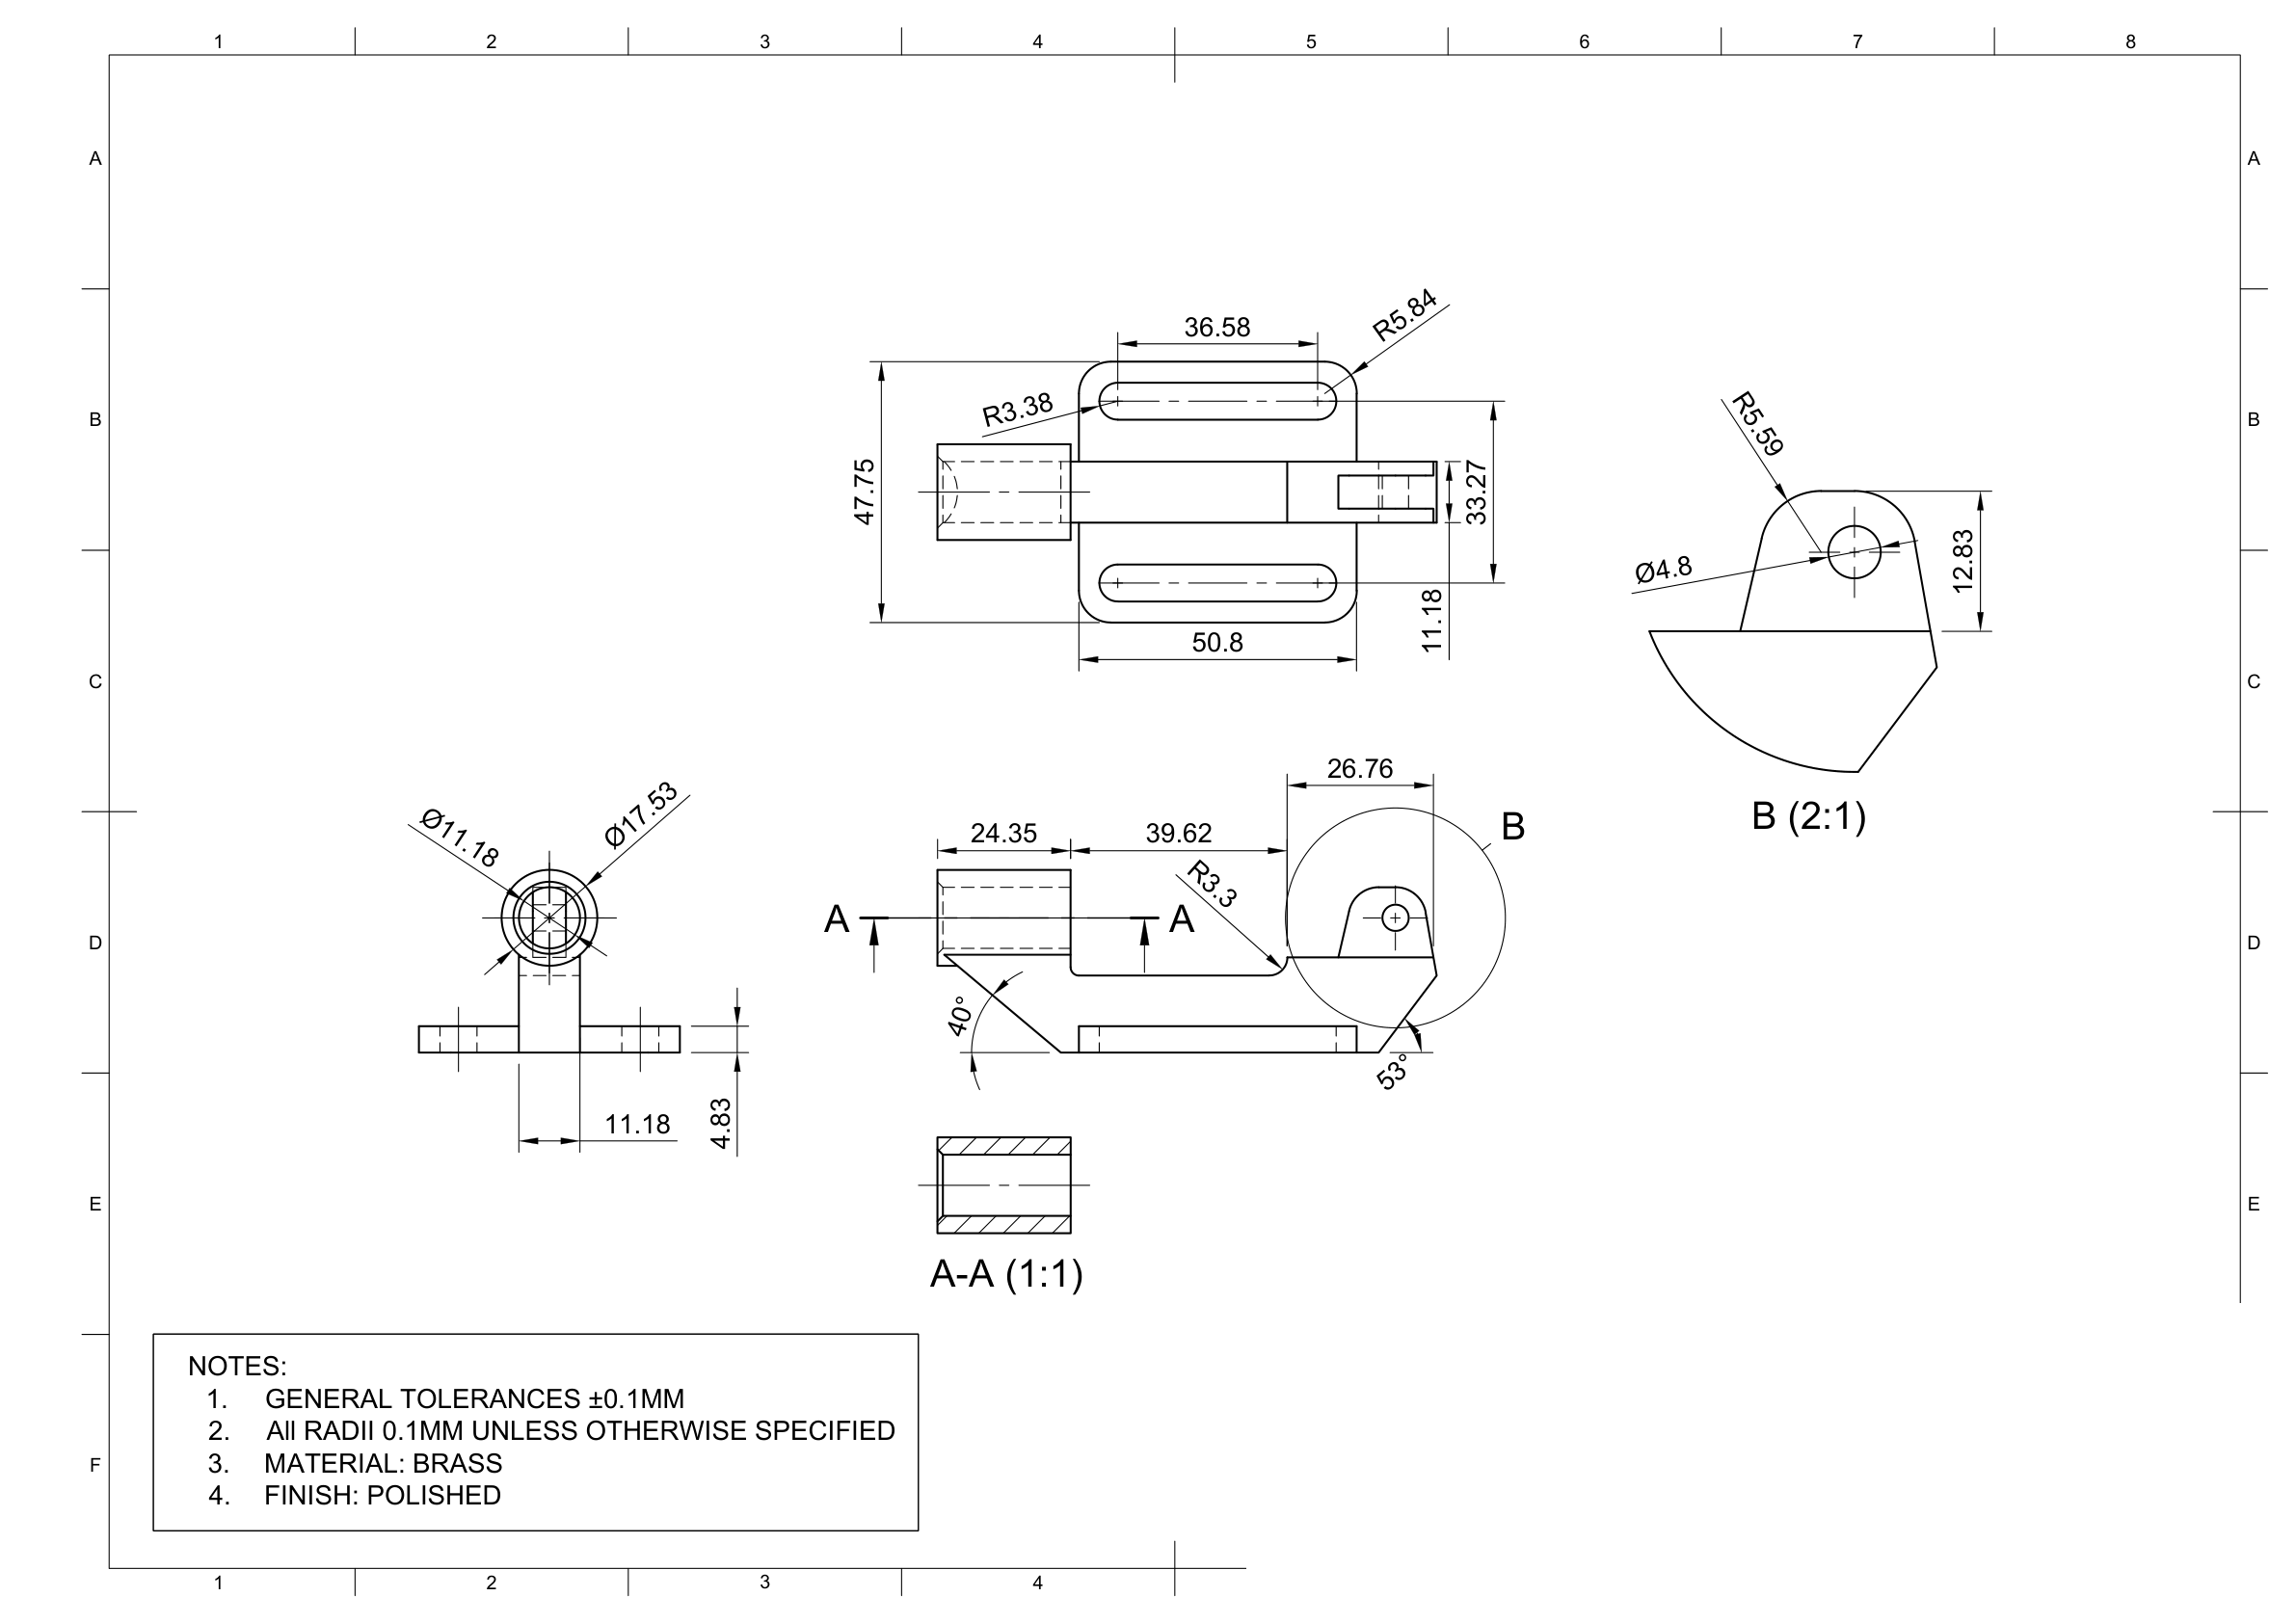 1 2 3 4 5 6 7 8
A A
36.58
R5.84
R3.38
R5.59
B B
47.75
33.27
Ø4.8
12.83
11.18
50.8
C C
26.76
B
B (2:1)
Ø11.18
Ø17.53
24.35
39.62
R3.3
A A
D D
40°
53°
11.18
4.83
E E
A-A (1:1)
NOTES:
1. GENERAL TOLERANCES ±0.1MM
2. All RADII 0.1MM UNLESS OTHERWISE SPECIFIED
3. MATERIAL: BRASS
4. FINISH: POLISHED
F
1 2 3 4